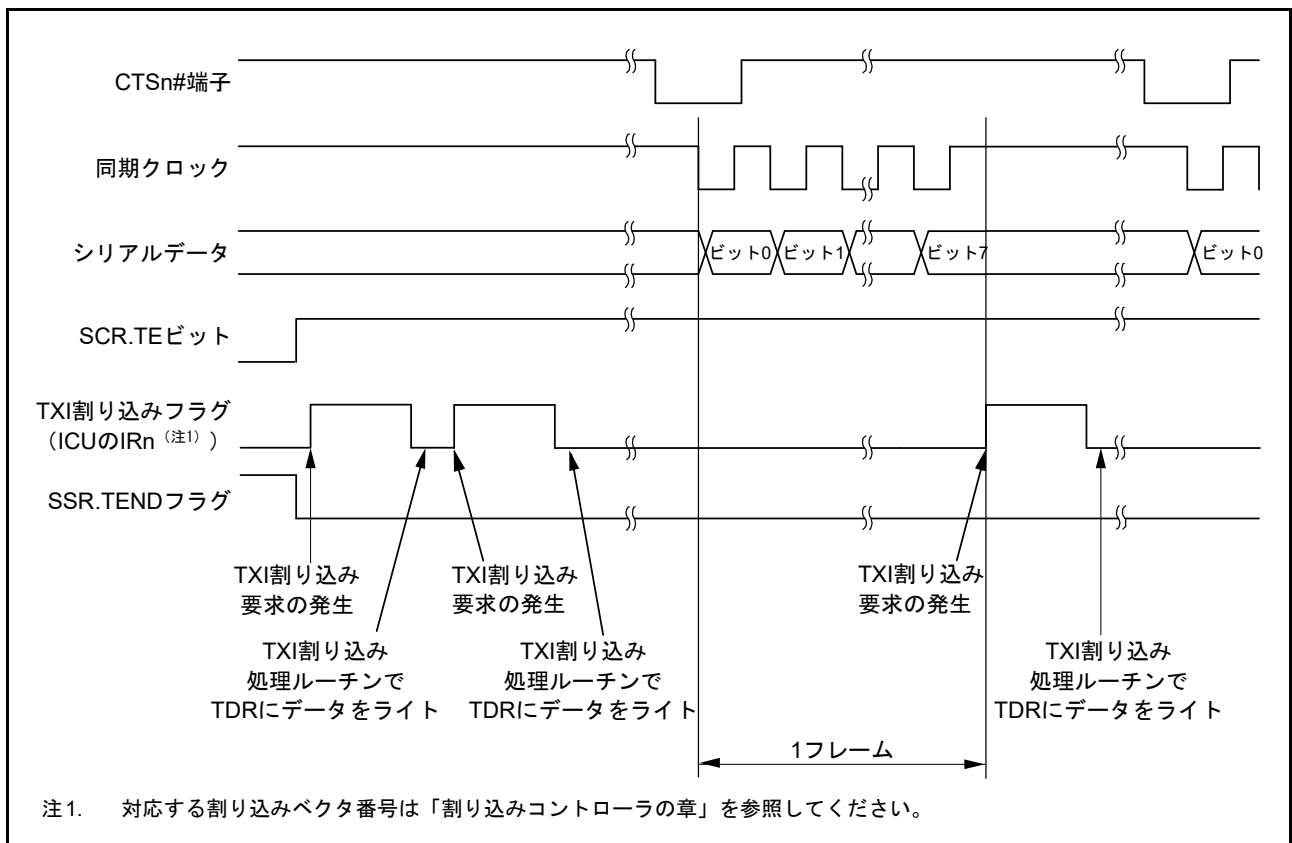 CTSn#端子
同期クロック
シリアルデータ
ビット0
ビット1
ビット7
ビット0
SCR.TEビット
TXI割り込みフラグ
（ICUのIRn（注1））
SSR.TENDフラグ
TXI割り込み
要求の発生
TXI割り込み
要求の発生
TXI割り込み
要求の発生
TXI割り込み
処理ルーチンで
TDRにデータをライト
TXI割り込み
処理ルーチンで
TDRにデータをライト
TXI割り込み
処理ルーチンで
TDRにデータをライト
1フレーム
注1. 対応する割り込みベクタ番号は「割り込みコントローラの章」を参照してください。